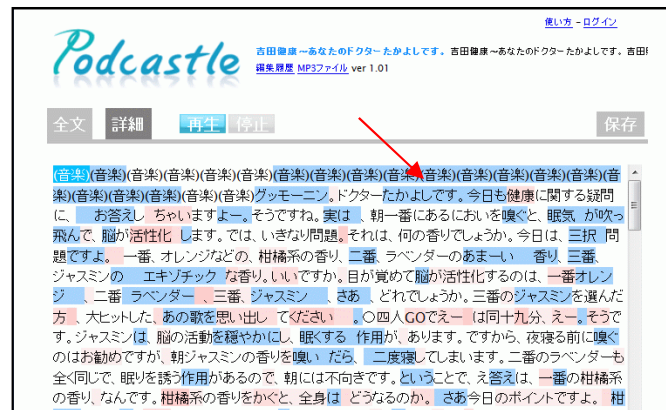 使い方 - ログイン
Podcastle
吉田健康～あなたのドクターたかよしです。吉田健康～あなたのドクターたかよしです。吉田
編集履歴 MP3ファイル ver 1.01
全文 詳細 再生 停止 保存
(音楽)(音楽)(音楽)(音楽)(音楽)(音楽)(音楽)(音楽)(音楽)(音楽)(音楽)(音楽)(音楽)(音楽)(音楽)(音
楽)(音楽)(音楽)(音楽)(音楽)(音楽)グッモーニン。ドクターたかよしです。今日も健康に関する疑問
に、 お答えし ちゃいますよー。そうですね。実は 、朝一番にあるにおいを嗅ぐと、眠気 が吹っ
飛んで、脳が活性化 します。では、いきなり問題。それは、何の香りでしょうか。今日は、三択 問
題ですよ。 一番、オレンジなどの、柑橘系の香り、二番、ラベンダーのあまーい 香り、三番、
ジャスミンの エキゾチック な香り。いいですか。目が覚めて脳が活性化するのは、一番オレン
ジ 、二番 ラベンダー 、三番、ジャスミン 、さあ 、どれでしょうか。三番のジャスミンを選んだ
方 、大ヒットした、あの歌を思い出し てください 。〇四人GOでえー は同十九分、えー。そうで
す。ジャスミンは、脳の活動を穏やかにし、眠くする 作用が、あります。ですから、夜寝る前に嗅ぐ
のはお勧めですが、朝ジャスミンの香りを嗅い だら、 二度寝してしまいます。二番のラベンダーも
全く同じで、眠りを誘う作用があるので、朝には不向きです。ということで、え答えは、一番の柑橘系
の香り、なんです。柑橘系の香りをかぐと、全身は どうなるのか。 さあ今日のポイントですよ。 柑